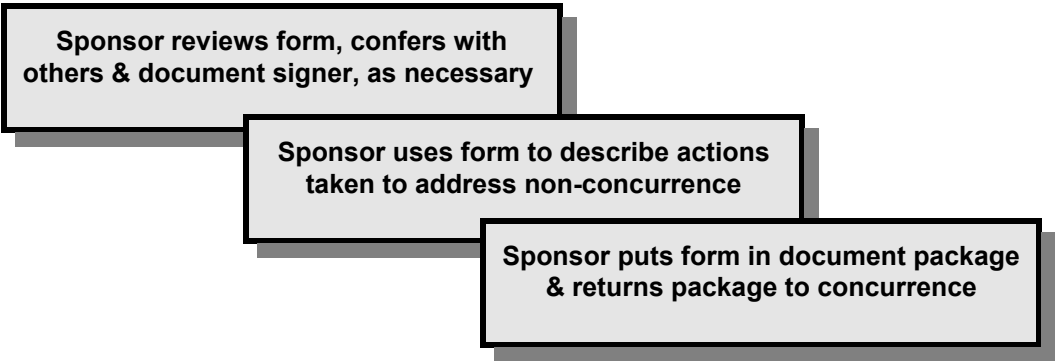 Sponsor reviews form, confers with
others & document signer, as necessary
Sponsor uses form to describe actions
taken to address non-concurrence
Sponsor puts form in document package
& returns package to concurrence